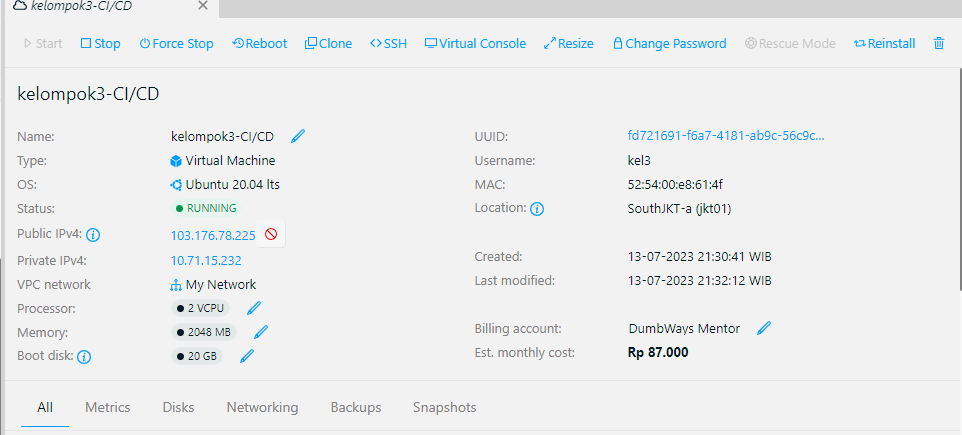 kelompok3-CI/CD
Start Stop Force Stop Reboot Clone SSH Virtual Console Resize Change Password Rescue Mode Reinstall
kelompok3-CI/CD
Name: kelompok3-CI/CD UUID: fd721691-f6a7-4181-ab9c-56c9c...
Type: Virtual Machine Username: kel3
OS: Ubuntu 20.04 lts MAC: 52:54:00:e8:61:4f
Status: RUNNING Location: SouthJKT-a (jkt01)
Public IPv4: 103.176.78.225
Private IPv4: 10.71.15.232 Created: 13-07-2023 21:30:41 WIB
VPC network My Network Last modified: 13-07-2023 21:32:12 WIB
Processor: 2 VCPU
Memory: 2048 MB Billing account: DumbWays Mentor
Boot disk: 20 GB Est. monthly cost: Rp 87.000
All Metrics Disks Networking Backups Snapshots